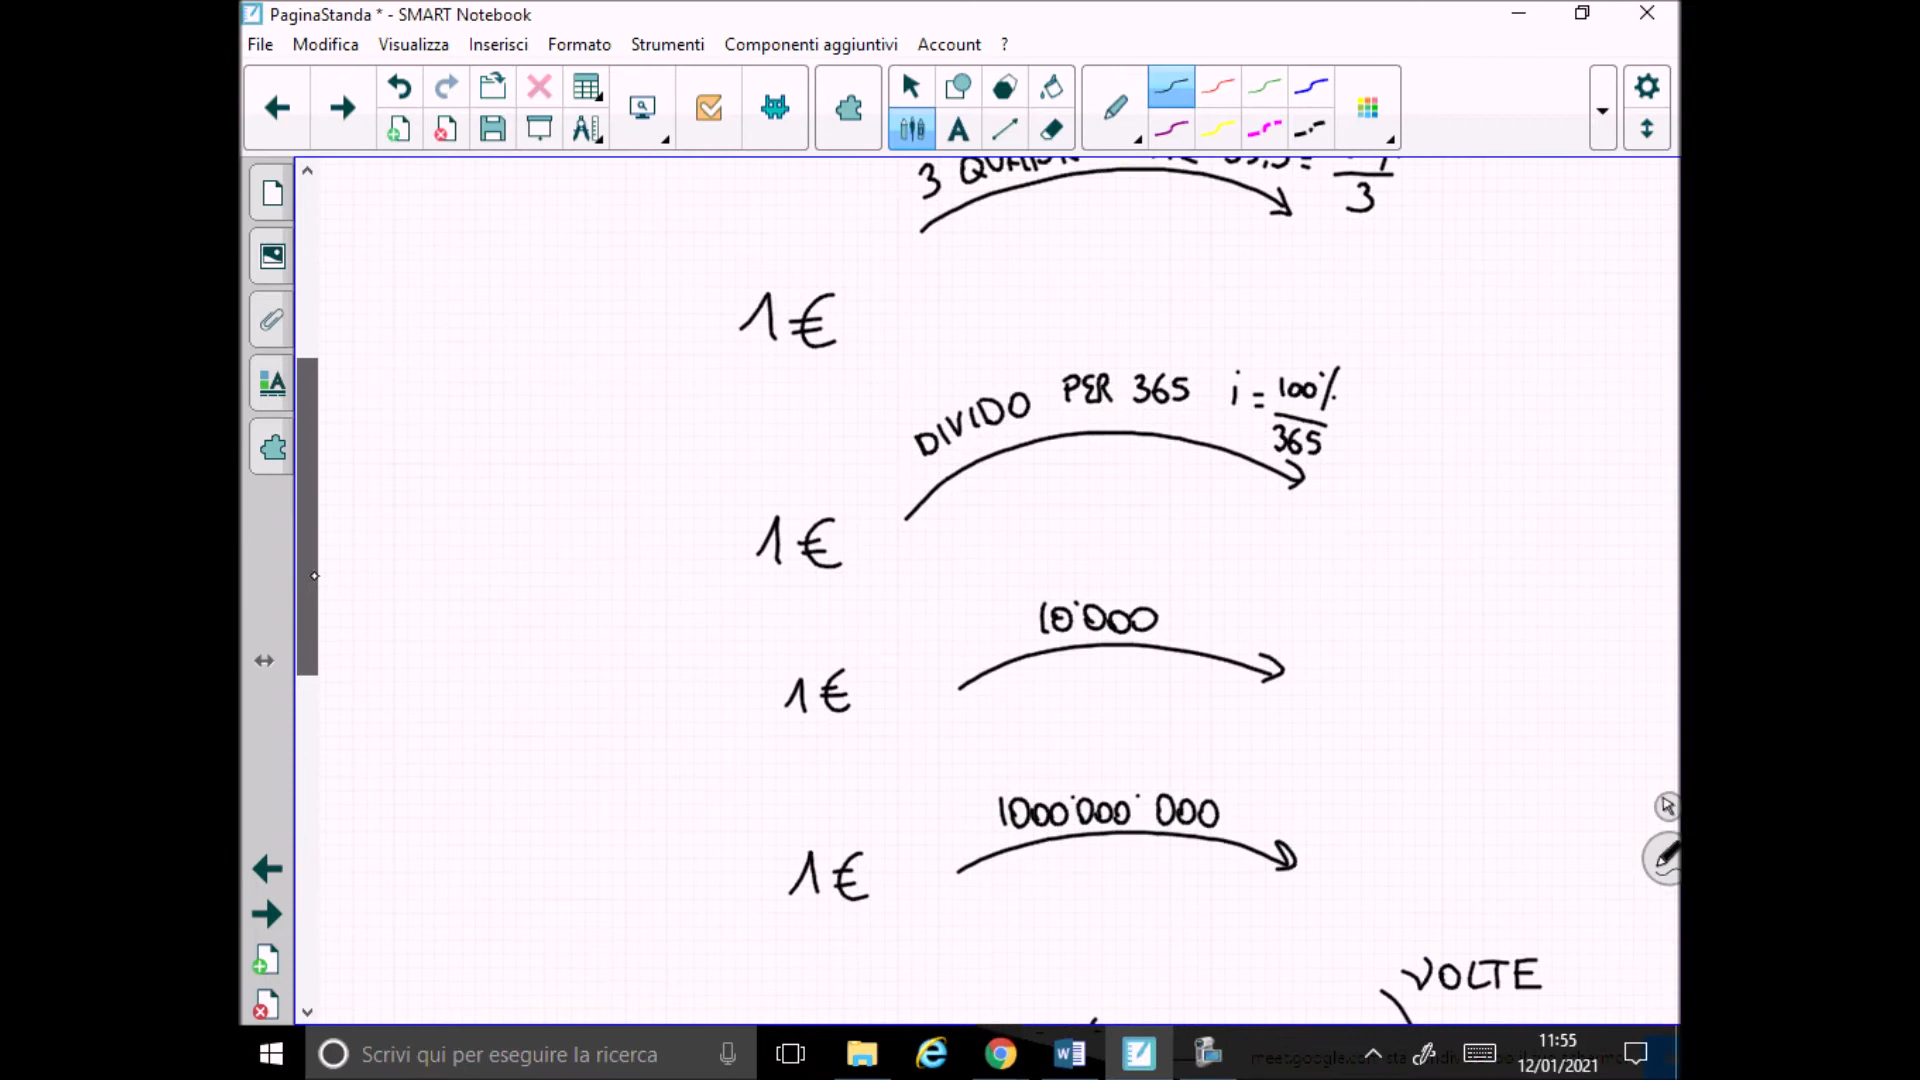 PaginaStanda * - SMART Notebook
File Modifica Visualizza Inserisci Formato Strumenti Componenti aggiuntivi Account ?
3
3
1€
DIVIDO PER 365 i = 100%
365
1€
10'000
1€
1000'000'000
1€
VOLTE
Scrivi qui per eseguire la ricerca
11:55
12/01/2021